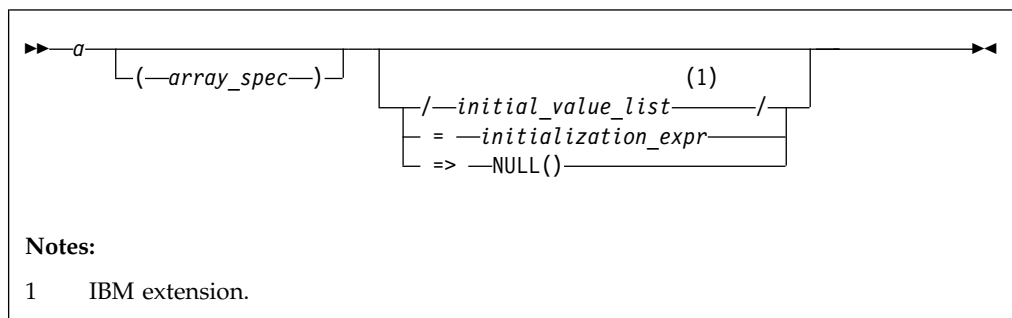 a
( array_spec )
(1)
/ initial_value_list /
= initialization_expr
=> NULL()
Notes:
1 IBM extension.